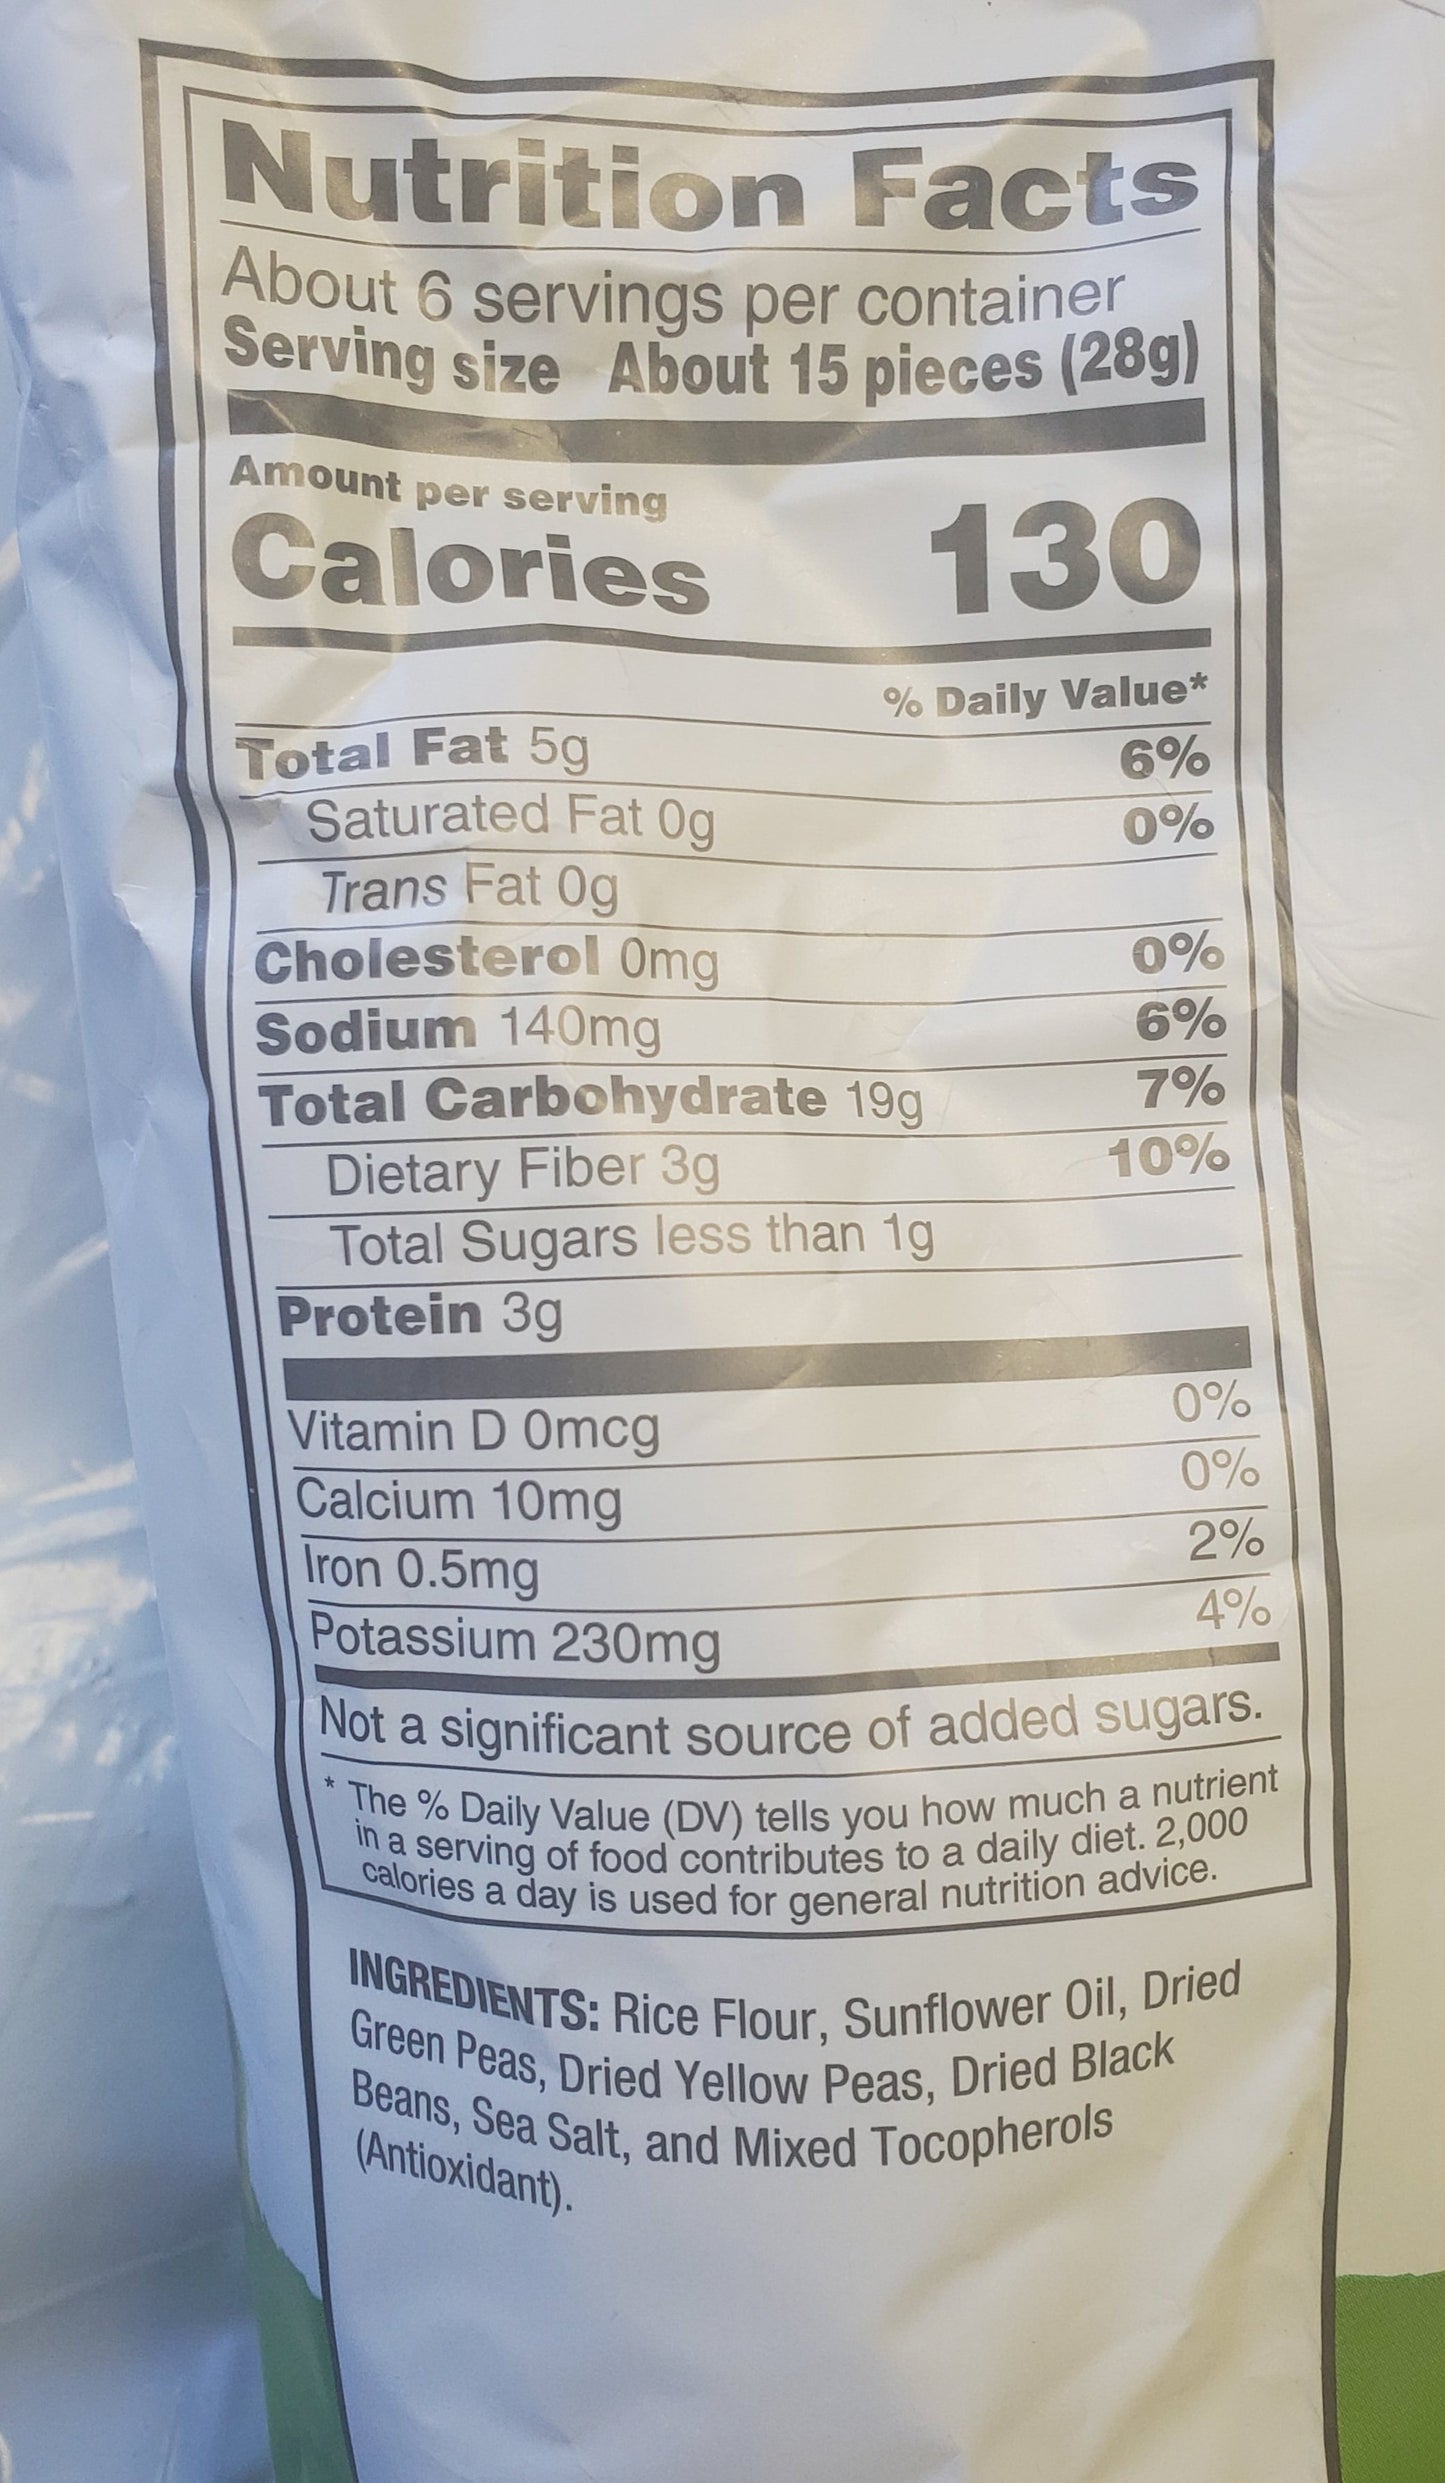 Nutrition Facts
About 6 servings per container
Serving size About 15 pieces (28g)
Amount per serving
Calories 130
% Daily Value*
Total Fat 5g 6%
Saturated Fat 0g 0%
Trans Fat 0g
Cholesterol 0mg 0%
Sodium 140mg 6%
Total Carbohydrate 19g 7%
Dietary Fiber 3g 10%
Total Sugars less than 1g
Protein 3g
Vitamin D 0mcg 0%
Calcium 10mg 0%
Iron 0.5mg 2%
Potassium 230mg 4%
Not a significant source of added sugars.
* The % Daily Value (DV) tells you how much a nutrient
in a serving of food contributes to a daily diet. 2,000
calories a day is used for general nutrition advice.
INGREDIENTS: Rice Flour, Sunflower Oil, Dried
Green Peas, Dried Yellow Peas, Dried Black
Beans, Sea Salt, and Mixed Tocopherols
(Antioxidant).